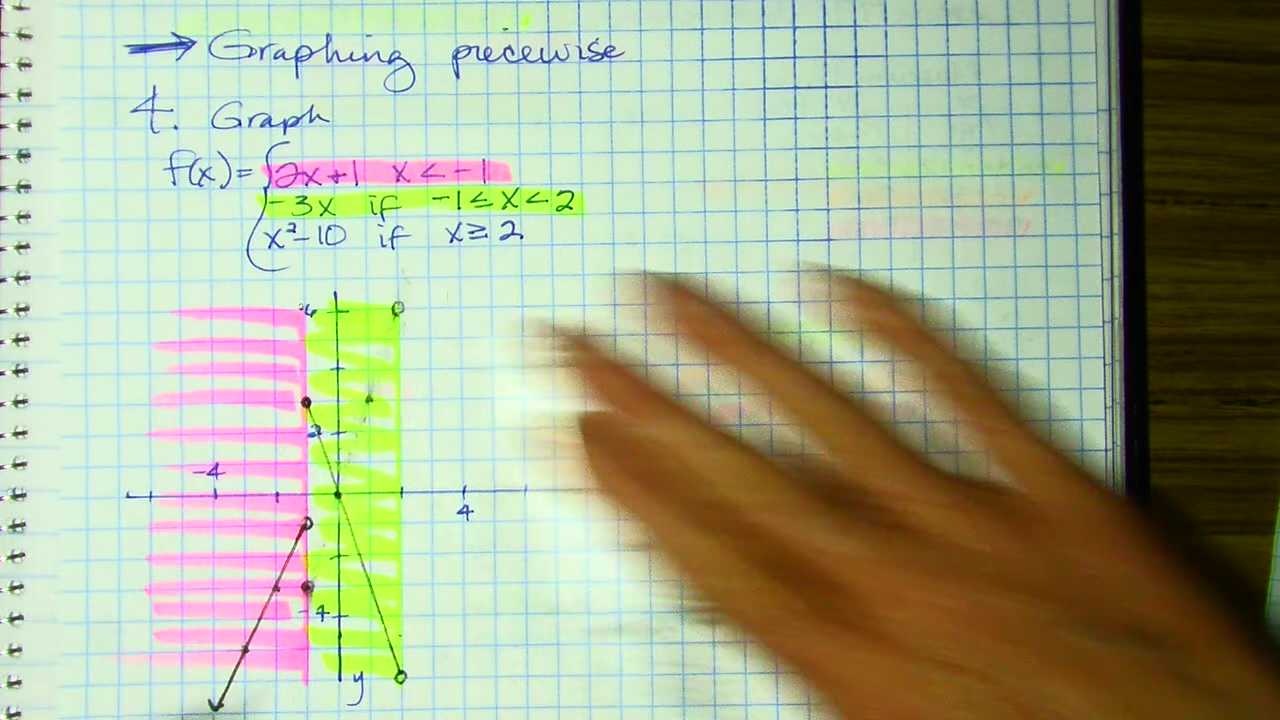 → Graphing piecewise
4. Graph
f(x)= { 2x+1 x < -1
-3x if -1 ≤ x < 2
x²-10 if x ≥ 2
6
2
-4
4
-4
y